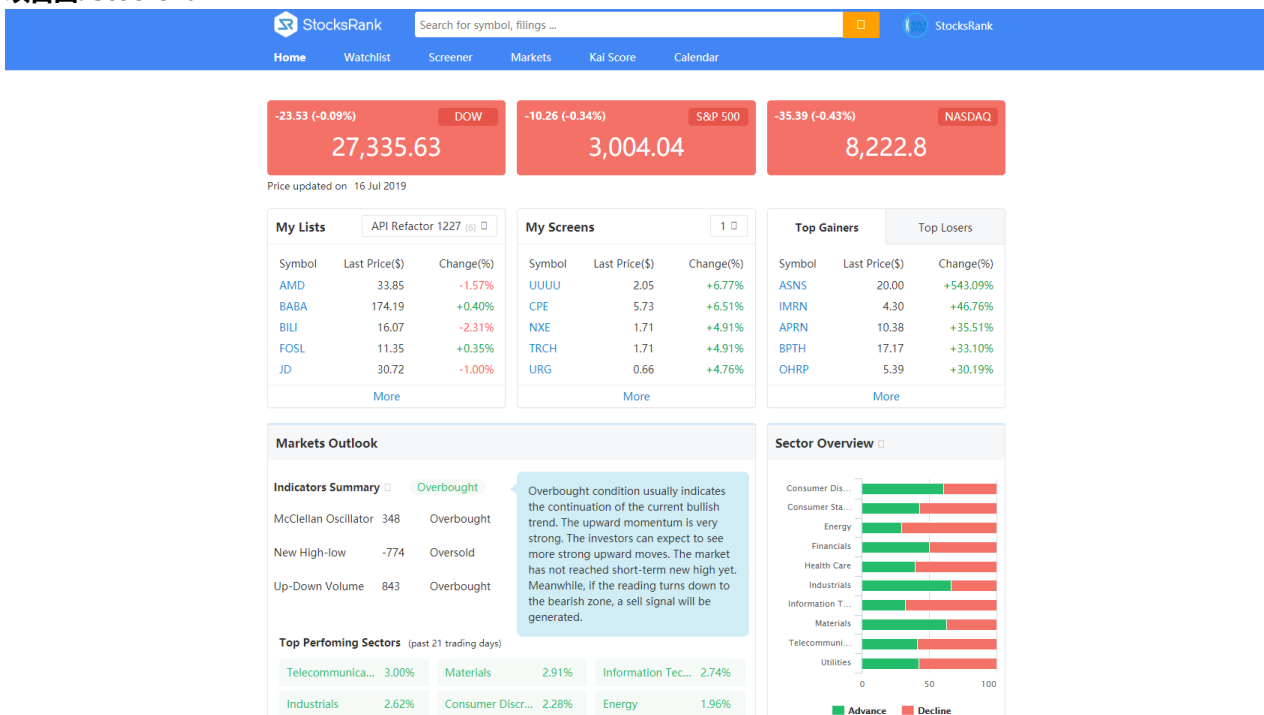 StocksRank
Search for symbol, filings ...
StocksRank
Home Watchlist Screener Markets Kai Score Calendar
-23.53 (-0.09%) DOW
27,335.63
-10.26 (-0.34%) S&P 500
3,004.04
-35.39 (-0.43%) NASDAQ
8,222.8
Price updated on 16 Jul 2019
My Lists API Refactor 1227 (6)
Symbol Last Price($) Change(%)
AMD 33.85 -1.57%
BABA 174.19 +0.40%
BILI 16.07 -2.31%
FOSL 11.35 +0.35%
JD 30.72 -1.00%
More
My Screens 1
Symbol Last Price($) Change(%)
UUUU 2.05 +6.77%
CPE 5.73 +6.51%
NXE 1.71 +4.91%
TRCH 1.71 +4.91%
URG 0.66 +4.76%
More
Top Gainers Top Losers
Symbol Last Price($) Change(%)
ASNS 20.00 +543.09%
IMRN 4.30 +46.76%
APRN 10.38 +35.51%
BPTH 17.17 +33.10%
OHRP 5.39 +30.19%
More
Markets Outlook
Indicators Summary Overbought
McClellan Oscillator 348 Overbought
New High-low -774 Oversold
Up-Down Volume 843 Overbought
Overbought condition usually indicates
the continuation of the current bullish
trend. The upward momentum is very
strong. The investors can expect to see
more strong upward moves. The market
has not reached short-term new high yet.
Meanwhile, if the reading turns down to
the bearish zone, a sell signal will be
generated.
Top Perfoming Sectors (past 21 trading days)
Telecommunica... 3.00% Materials 2.91% Information Tec... 2.74%
Industrials 2.62% Consumer Discr... 2.28% Energy 1.96%
Sector Overview
Consumer Dis...
Consumer Sta...
Energy
Financials
Health Care
Industrials
Information T...
Materials
Telecommuni...
Utilities
0 50 100
Advance Decline